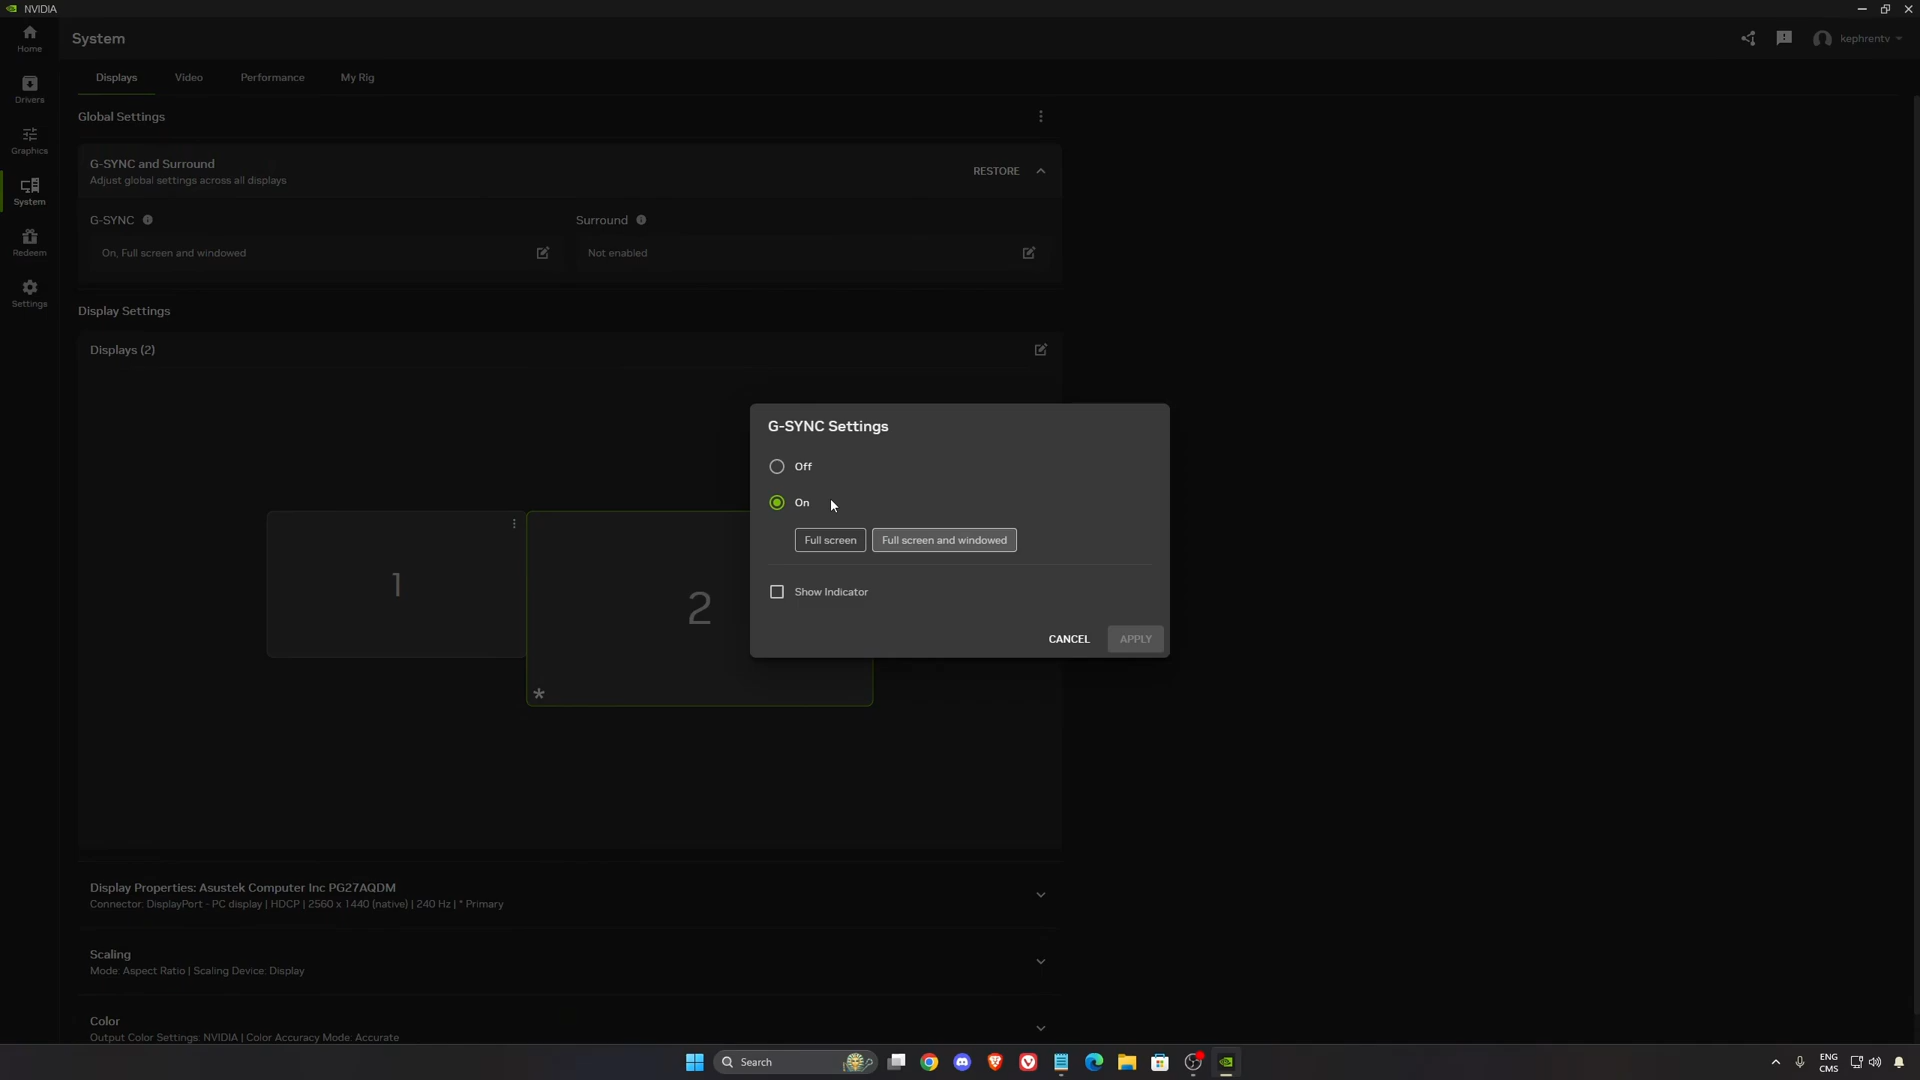 NVIDIA
Home
System
kephrentv
Displays
Video
Performance
My Rig
Drivers
Global Settings
Graphics
G-SYNC and Surround
RESTORE
Adjust global settings across all displays
System
G-SYNC
Surround
Redeem
On, Full screen and windowed
Not enabled
Settings
Display Settings
Displays (2)
1
2
*
G-SYNC Settings
Off
On
Full screen
Full screen and windowed
Show Indicator
CANCEL
APPLY
Display Properties: Asustek Computer Inc PG27AQDM
Connector: DisplayPort - PC display | HDCP | 2560 x 1440 (native) | 240 Hz | * Primary
Scaling
Mode: Aspect Ratio | Scaling Device: Display
Color
Output Color Settings: NVIDIA | Color Accuracy Mode: Accurate
Search
ENG
CMS